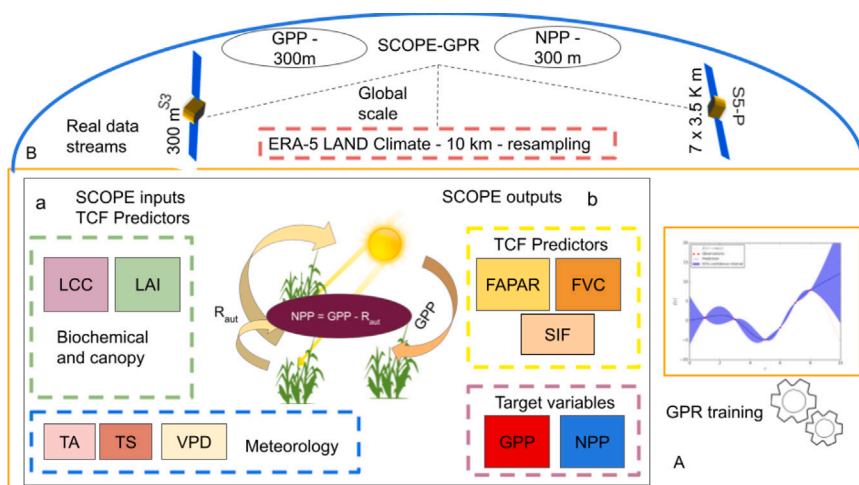 GPP -
300m
SCOPE-GPR
NPP -
300 m
S3
300 m
Global
scale
S5-P
7 x 3.5 K m
Real data
streams
ERA-5 LAND Climate - 10 km - resampling
B
a
SCOPE inputs
TCF Predictors
SCOPE outputs
b
LCC
LAI
Biochemical
and canopy
R_aut
NPP = GPP - R_aut
GPP
TCF Predictors
FAPAR
FVC
SIF
TA
TS
VPD
Meteorology
Target variables
GPP
NPP
GPR training
A